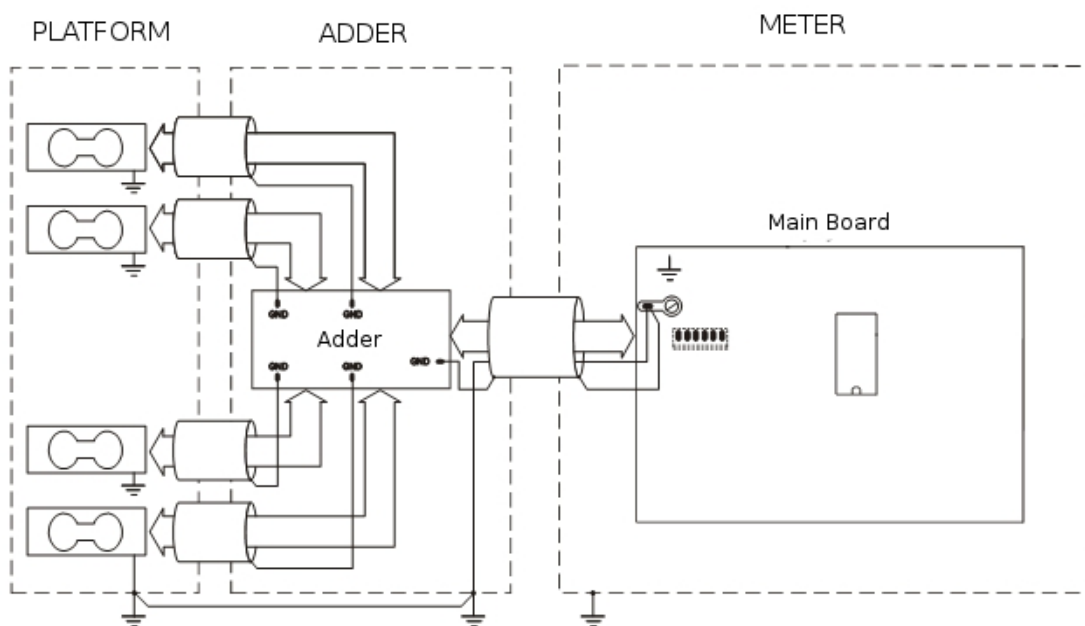 PLATFORM
ADDER
METER
Main Board
GND
GND
Adder
GND
GND
GND